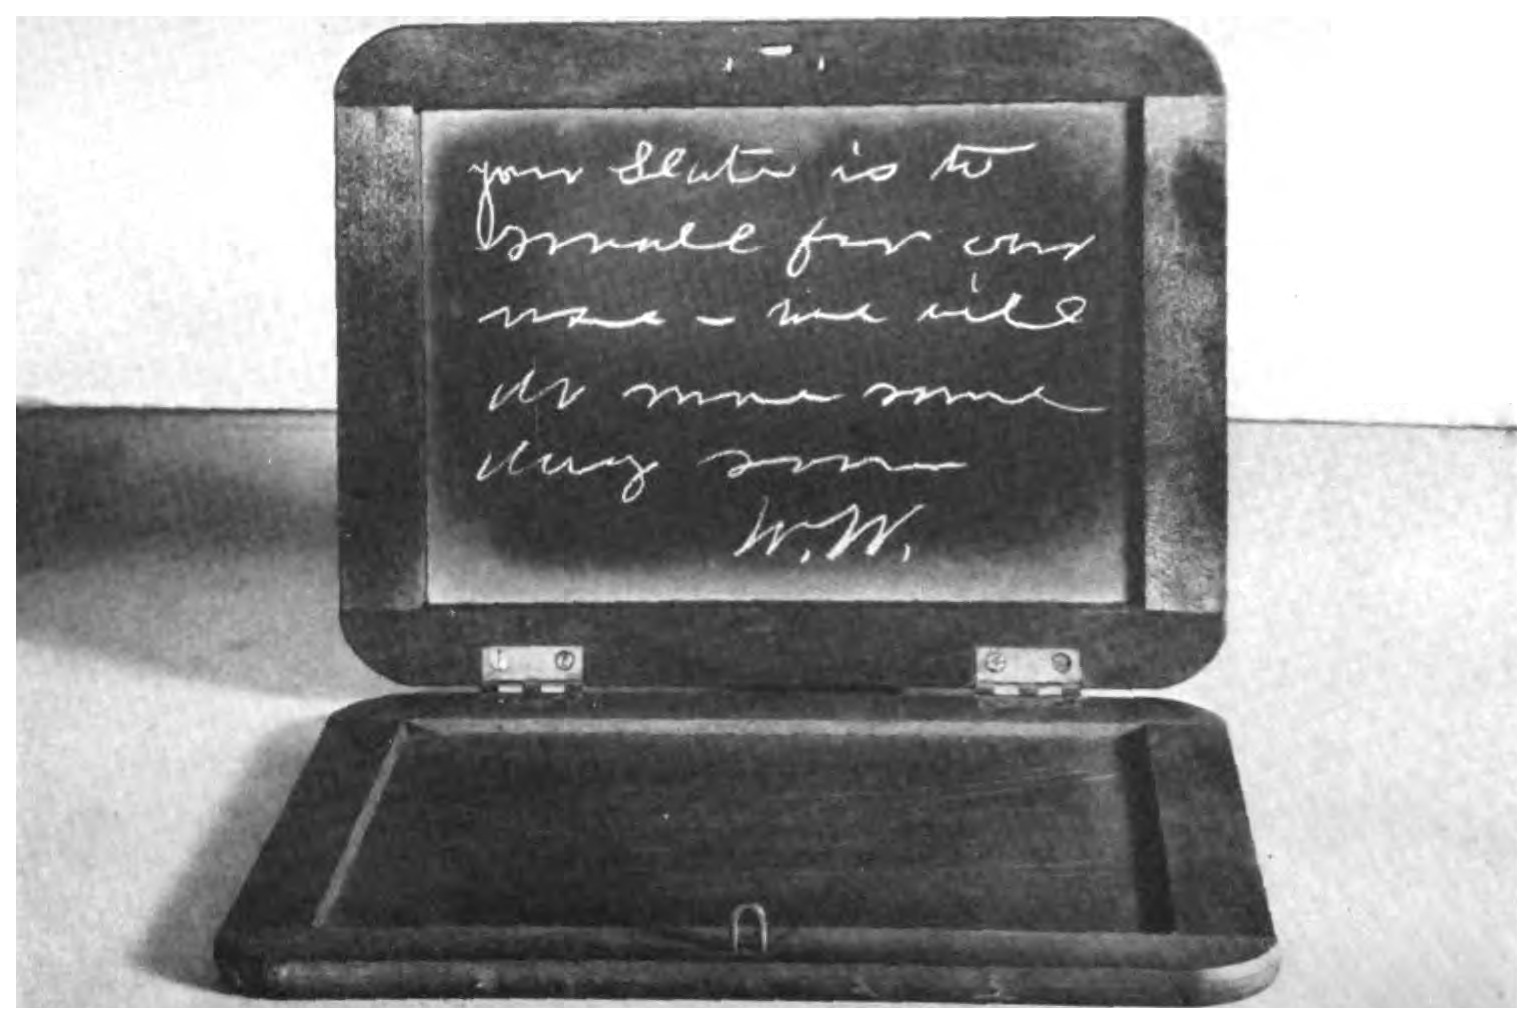 your Slate is to
small for our
use - we will
do more some
day soon
W.W.